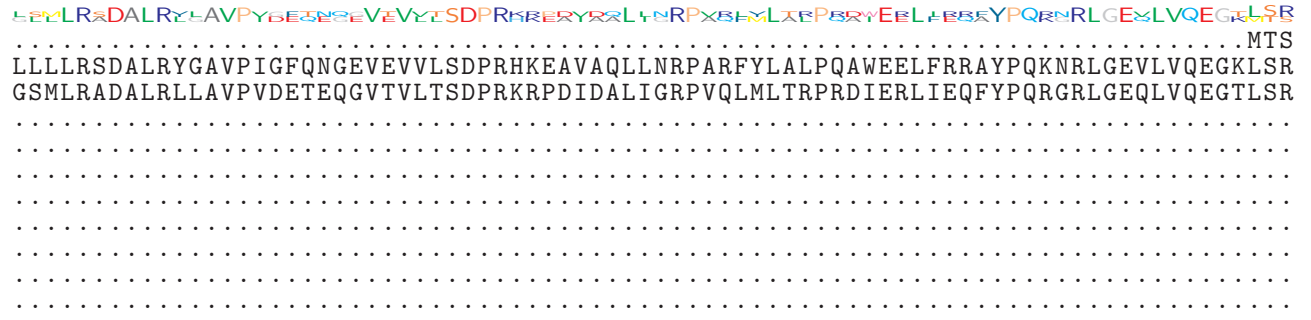 .............................................................................MTS
LLLLRSDALRYGAVPIGFQNGEVEVVLSDPRHKEAVAQLLNRPARFYLALPQAWEELFRRAYPQKNRLGEVLVQEGKLSR
GSMLRADALRLLAVPVDETEQGVTVLTSDPRKRPDIDALIGRPVQLMLTRPRDIERLIEQFYPQRGRLGEQLVQEGTLSR
................................................................................
................................................................................
................................................................................
................................................................................
................................................................................
................................................................................
................................................................................
................................................................................